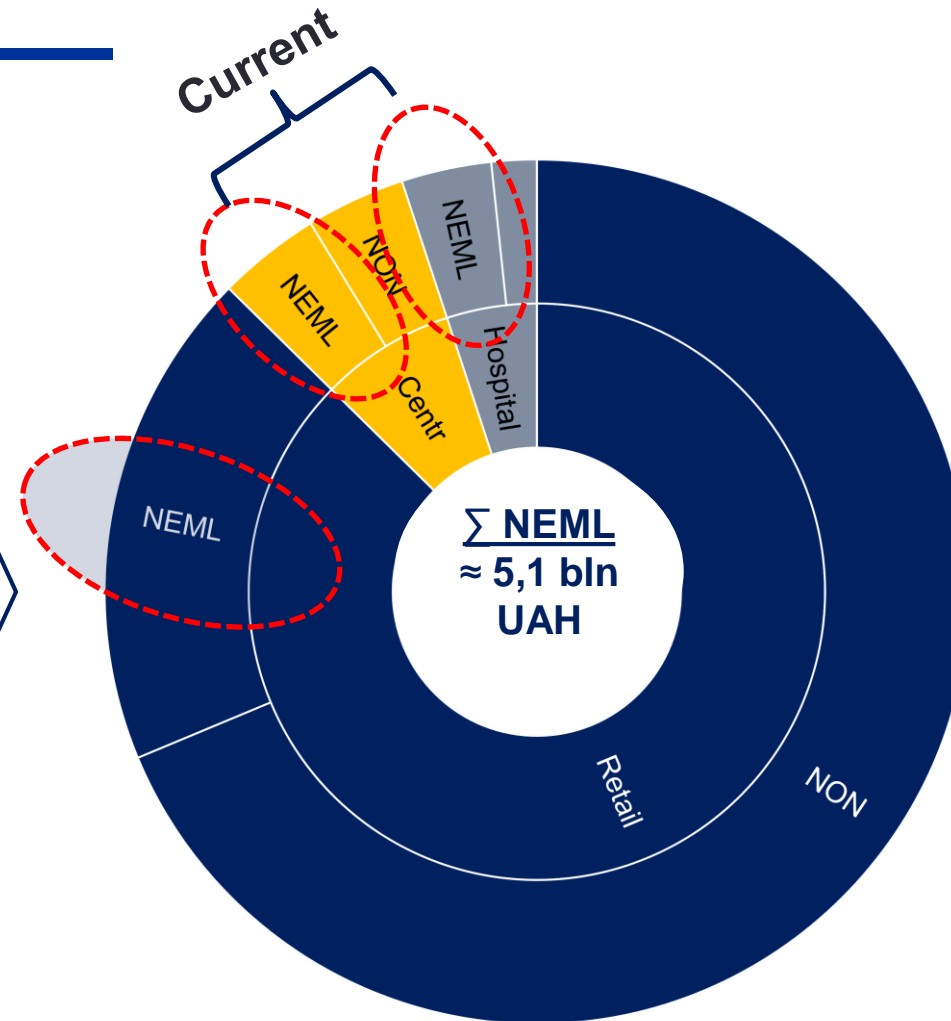 Current
NEML
NON
NEML
Centr
Hospital
NEML
∑ NEML
≈ 5,1 bln
UAH
Retail
NON